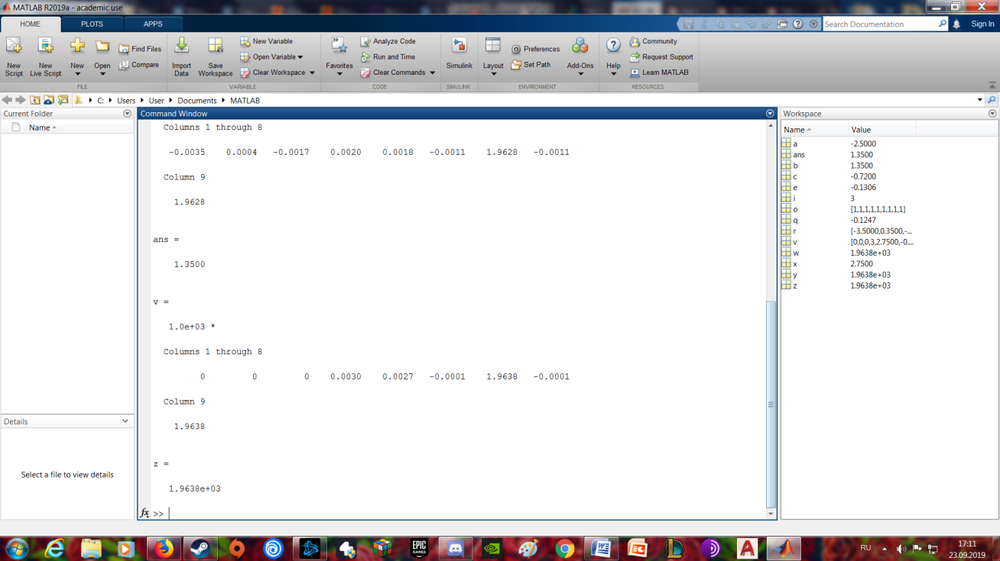 MATLAB R2019a - academic use
HOME PLOTS APPS
Search Documentation
Sign In
New Script
New Live Script
New
Open
Find Files
Compare
Import Data
Save Workspace
New Variable
Open Variable
Clear Workspace
Favorites
Analyze Code
Run and Time
Clear Commands
Simulink
Layout
Preferences
Set Path
Add-Ons
Help
Community
Request Support
Learn MATLAB
FILE VARIABLE CODE SIMULINK ENVIRONMENT RESOURCES
C: Users User Documents MATLAB
Current Folder
Name
Details
Select a file to view details
Command Window
Columns 1 through 8
-0.0035 0.0004 -0.0017 0.0020 0.0018 -0.0011 1.9628 -0.0011
Column 9
1.9628
ans =
1.3500
v =
1.0e+03 *
Columns 1 through 8
0 0 0 0.0030 0.0027 -0.0001 1.9638 -0.0001
Column 9
1.9638
z =
1.9638e+03
fx >>
Workspace
Name Value
a -2.5000
ans 1.3500
b 1.3500
c -0.7200
e -0.1306
i 3
o [1,1,1,1,1,1,1,1,1]
q -0.1247
r [-3.5000,0.3500,-...
v [0,0,0,3,2.7500,-0....
w 1.9638e+03
x 2.7500
y 1.9638e+03
z 1.9638e+03
EPIC GAMES
RU
17:11
23.09.2019